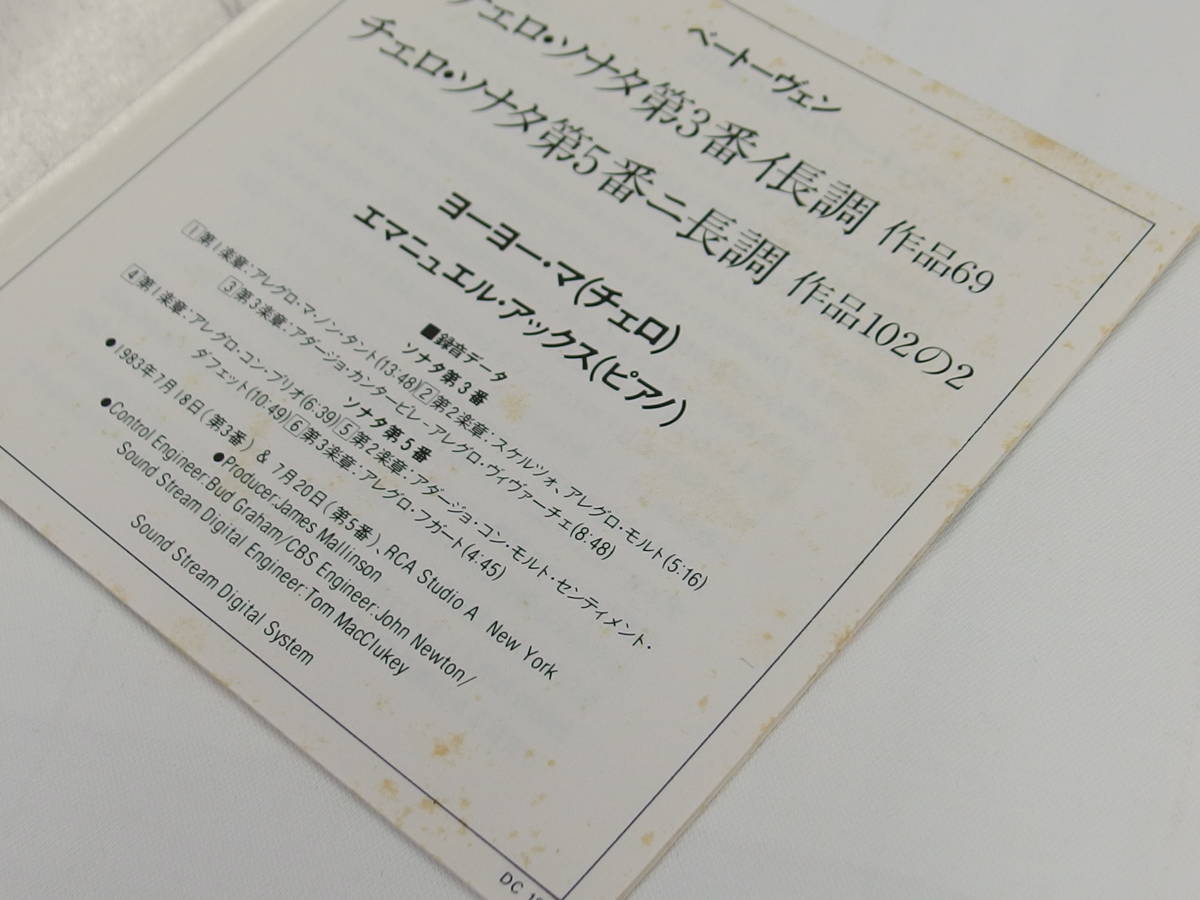 ベートーヴェン
チェロ・ソナタ第3番イ長調 作品69
チェロ・ソナタ第5番ニ長調 作品102の2
ヨーヨー・マ(チェロ)
エマニュエル・アックス(ピアノ)
■録音データ
ソナタ第3番
1第1楽章：アレグロ・マ・ノン・タント(13:48)2第2楽章：スケルツォ、アレグロ・モルト(5:16)
3第3楽章：アダージョ・カンタービレ-アレグロ・ヴィヴァーチェ(8:48)
ソナタ第5番
4第1楽章：アレグロ・コン・ブリオ(6:39)5第2楽章：アダージョ・コン・モルト・センティメント・
ダフェット(10:49)6第3楽章：アレグロ・フガート(4:45)
●1983年7月18日(第3番) & 7月20日(第5番)、RCA Studio A New York
●Producer:James Mallinson
●Control Engineer:Bud Graham/CBS Engineer:John Newton/
Sound Stream Digital Engineer:Tom MacClukey
Sound Stream Digital System
DC